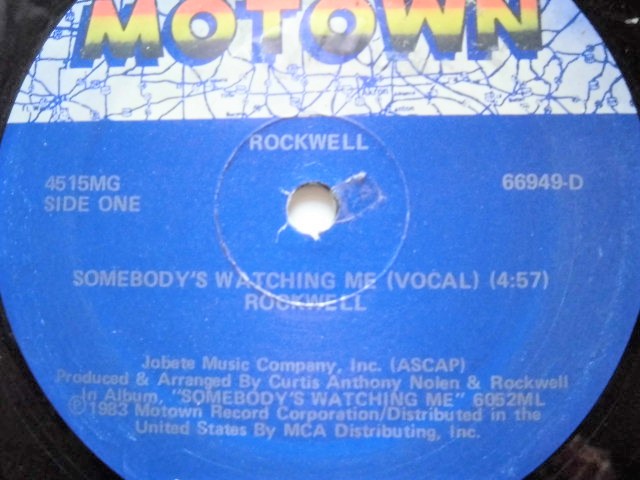 MOTOWN
ROCKWELL
4515MG
SIDE ONE
66949-D
SOMEBODY'S WATCHING ME (VOCAL) (4:57)
ROCKWELL
Jobete Music Company, Inc. (ASCAP)
Produced & Arranged By Curtis Anthony Nolen & Rockwell
In Album, "SOMEBODY'S WATCHING ME" 6052ML
Ⓟ1983 Motown Record Corporation/Distributed in the
United States By MCA Distributing, Inc.